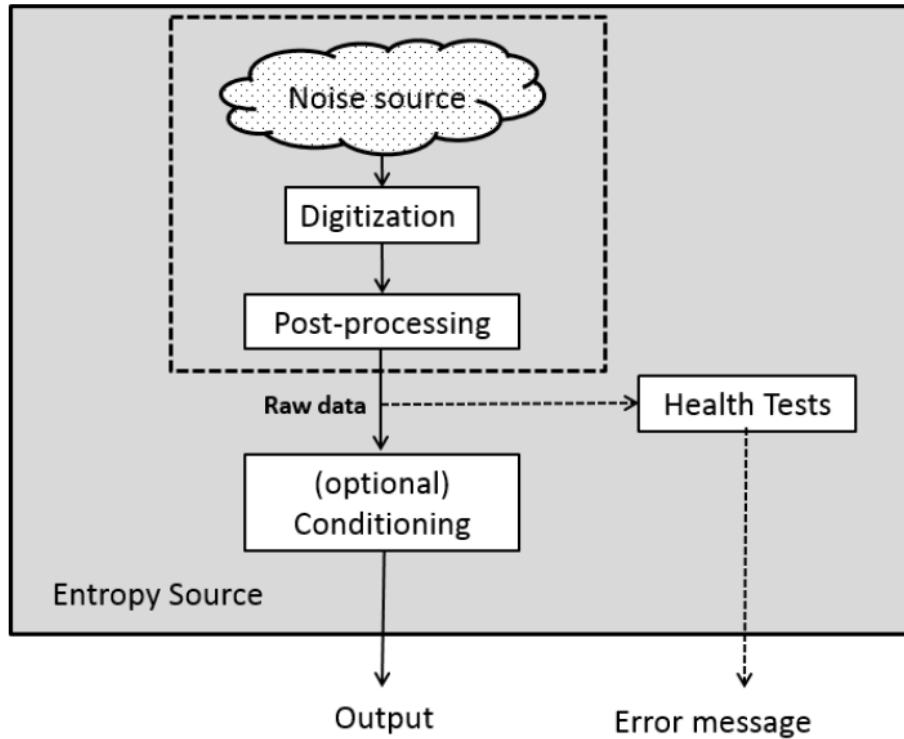 Noise source
Digitization
Post-processing
Raw data
Health Tests
(optional)
Conditioning
Entropy Source
Output
Error message